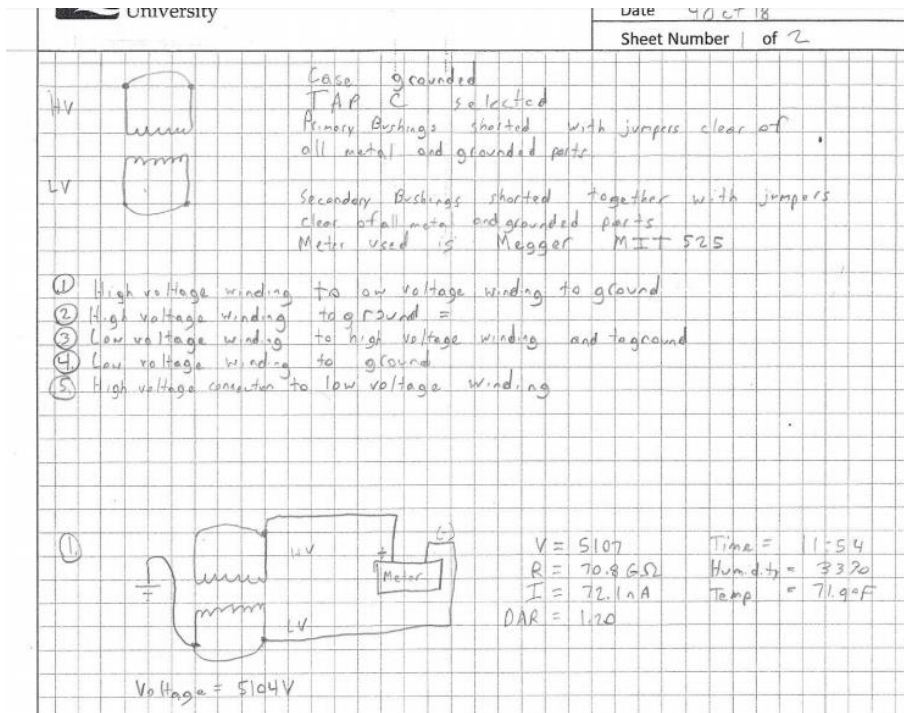 University
Date 4 Oct 18
Sheet Number 1 of 2
Case grounded
HV
TAP C selected
Primary Bushings shorted with jumpers clear of
all metal and grounded parts
LV
Secondary Bushings shorted together with jumpers
clear of all metal and grounded parts
Meter used is Megger MIT 525
1 High voltage winding to low voltage winding to ground
2 High voltage winding to ground =
3 Low voltage winding to high voltage winding and to ground
4. Low voltage winding to ground
5. High voltage connection to low voltage winding
1.
HV
+
(-)
Meter
LV
V = 5107
R = 70.8 GΩ
I = 72.1 nA
DAR = 1.20
Time = 11:54
Humidity = 33%
Temp = 71.9°F
Voltage = 5104V